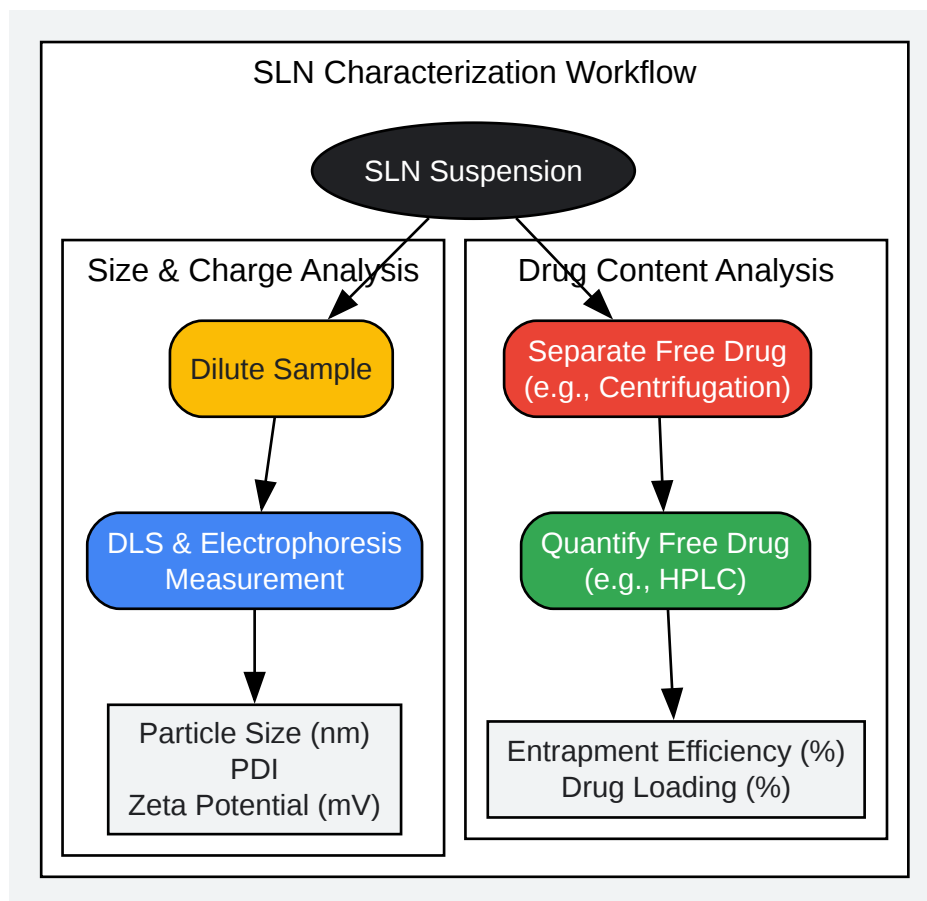 SLN Characterization Workflow
SLN Suspension
Size & Charge Analysis
Dilute Sample
DLS & Electrophoresis
Measurement
Particle Size (nm)
PDI
Zeta Potential (mV)
Drug Content Analysis
Separate Free Drug
(e.g., Centrifugation)
Quantify Free Drug
(e.g., HPLC)
Entrapment Efficiency (%)
Drug Loading (%)